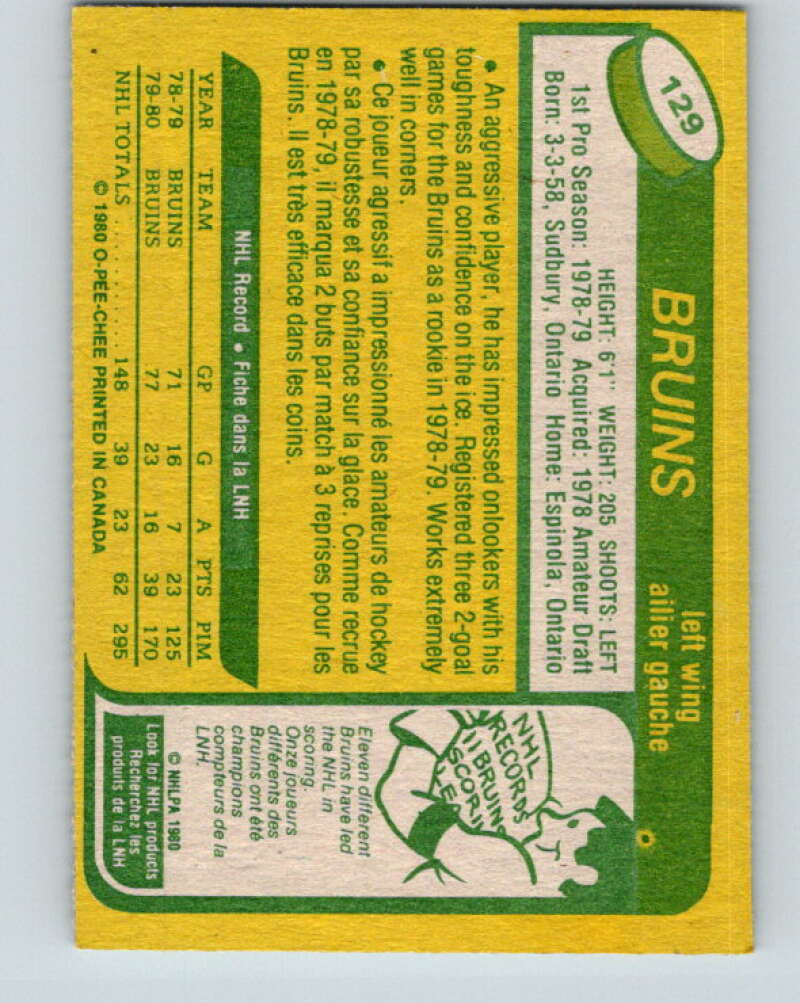 129
BRUINS
left wing
ailier gauche
HEIGHT: 6'1" WEIGHT: 205 SHOOTS: LEFT
1st Pro Season: 1978-79 Acquired: 1978 Amateur Draft
Born: 3-3-58, Sudbury, Ontario Home: Espinola, Ontario
• An aggressive player, he has impressed onlookers with his
toughness and confidence on the ice. Registered three 2-goal
games for the Bruins as a rookie in 1978-79. Works extremely
well in corners.
• Ce joueur agressif a impressionné les amateurs de hockey
par sa robustesse et sa confiance sur la glace. Comme recrue
en 1978-79, il marqua 2 buts par match à 3 reprises pour les
Bruins. Il est très efficace dans les coins.
NHL Record • Fiche dans la LNH
YEAR TEAM GP G A PTS PIM
78-79 BRUINS 71 16 7 23 125
79-80 BRUINS 77 23 16 39 170
NHL TOTALS ............ 148 39 23 62 295
© 1980 O-PEE-CHEE PRINTED IN CANADA
NHL
RECORDS
11 BRUINS
SCORIN
LEA
Eleven different
Bruins have led
the NHL in
scoring.
Onze joueurs
différents des
Bruins ont été
champions
compteurs de la
LNH.
© NHLPA 1980
Look for NHL products
Recherchez les
produits de la LNH